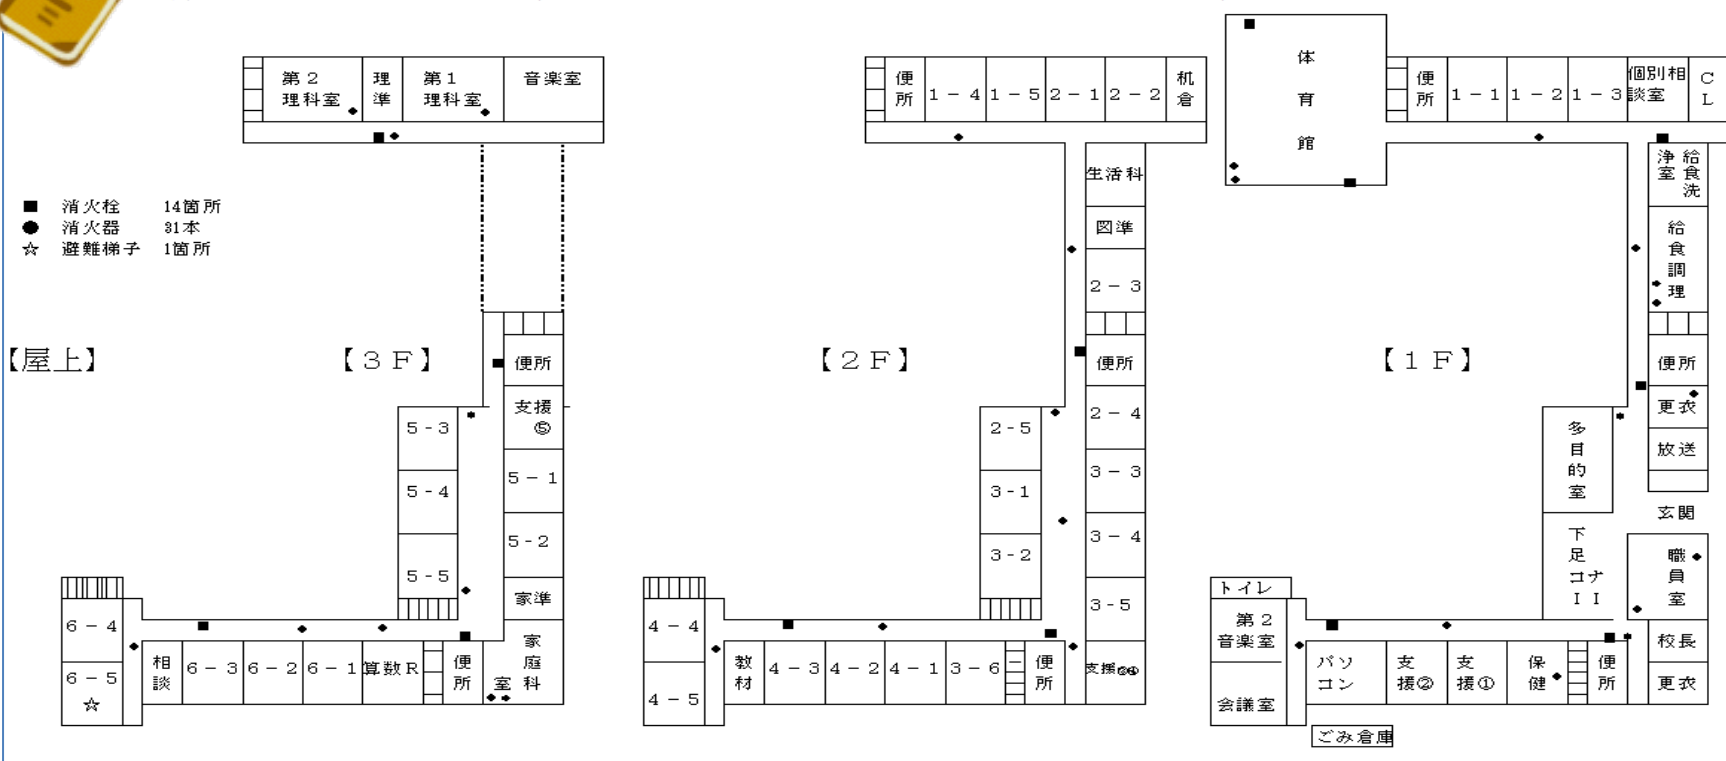 ■ 消火栓 14箇所
● 消火器 31本
☆ 避難梯子 1箇所
【屋上】
【3F】
第2理科室
理準
第1理科室
音楽室
便所
支援⑤
5-3
5-1
5-4
5-2
5-5
家準
家庭科室
6-4
6-5
☆
相談
6-3
6-2
6-1
算数R
便所
【2F】
便所
1-4
1-5
2-1
2-2
机倉
生活科
図準
2-3
便所
2-5
2-4
3-1
3-3
3-2
3-4
3-5
4-4
4-5
教材
4-3
4-2
4-1
3-6
便所
【1F】
体育館
便所
1-1
1-2
1-3
個別相談室
CL
給食洗浄室
給食調理
便所
更衣
放送
多目的室
玄関
下足コーナー
職員室
校長
更衣
トイレ
第2音楽室
会議室
パソコン
支援②
支援①
保健
便所
ごみ倉庫